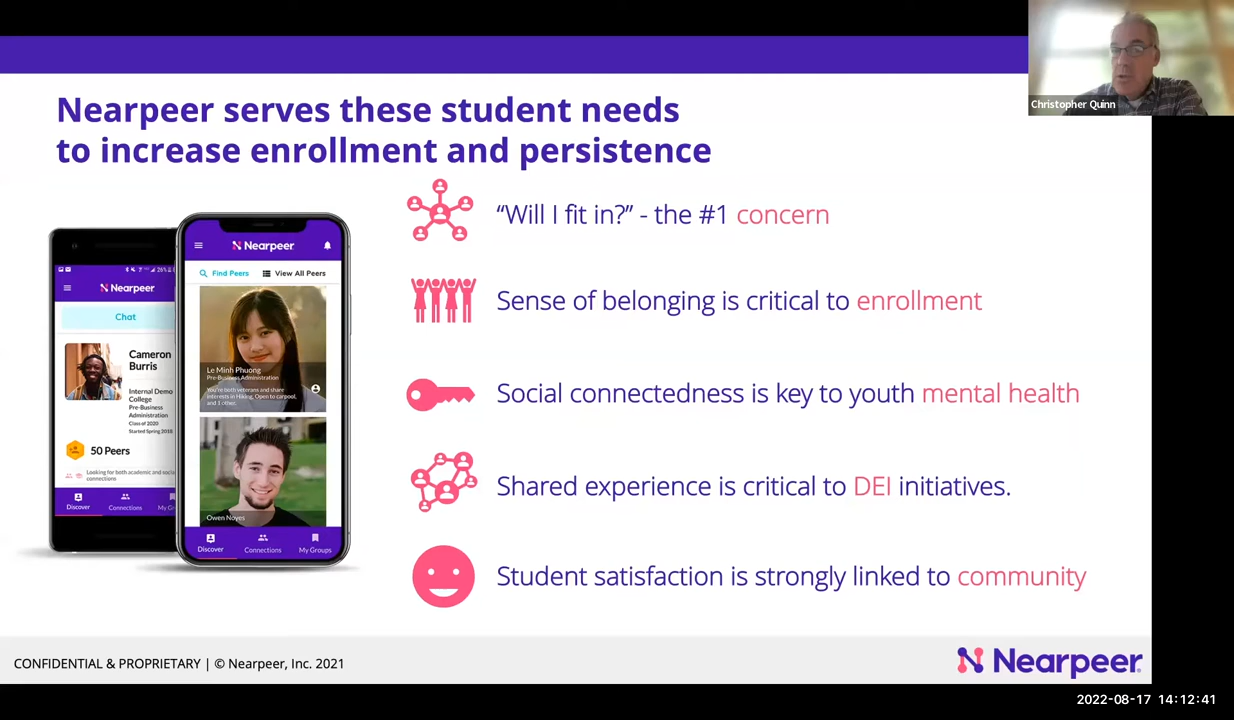 Christopher Quinn
Nearpeer serves these student needs
to increase enrollment and persistence
“Will I fit in?” - the #1 concern
Sense of belonging is critical to enrollment
Social connectedness is key to youth mental health
Shared experience is critical to DEI initiatives.
Student satisfaction is strongly linked to community
26%
Nearpeer
Chat
Cameron
Burris
Internal Demo
College
Pre-Business
Administration
Class of 2020
Started Spring 2018
50 Peers
Looking for both academic and socia
connections
Discover
Connections
My G
Nearpeer
Find Peers
View All Peers
Le Minh Phuong
Pre-Business Administration
You're both veterans and share
interests in Hiking, Open to carpool,
and 1 other.
Owen Noyes
Discover
Connections
My Groups
CONFIDENTIAL & PROPRIETARY | © Nearpeer, Inc. 2021
Nearpeer
2022-08-17 14:12:41